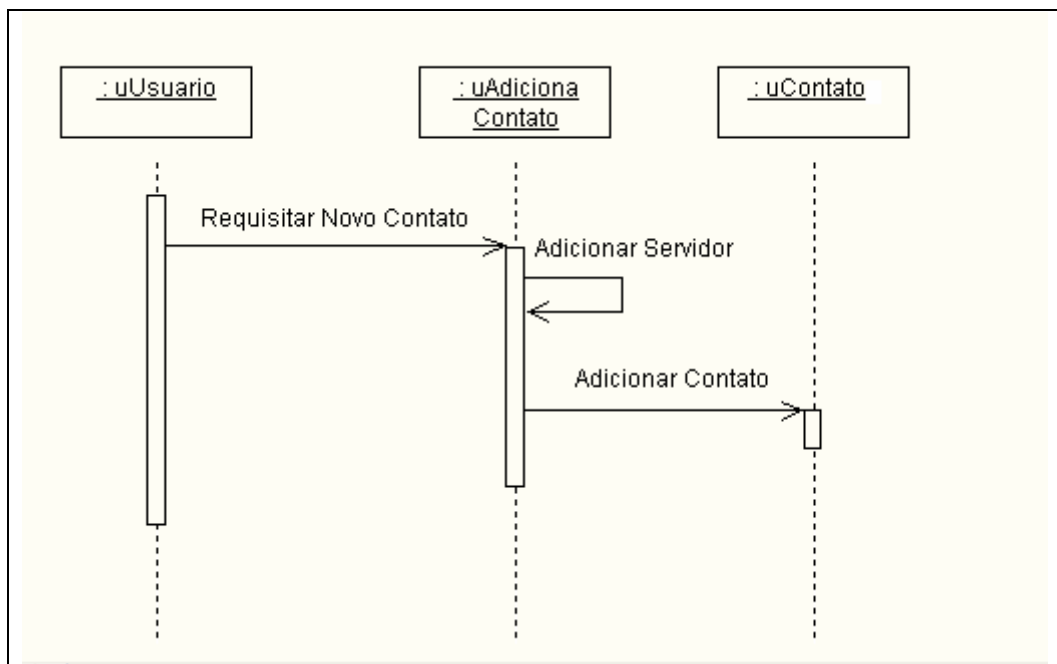 : uUsuario
: uAdiciona
Contato
: uContato
Requisitar Novo Contato
Adicionar Servidor
Adicionar Contato